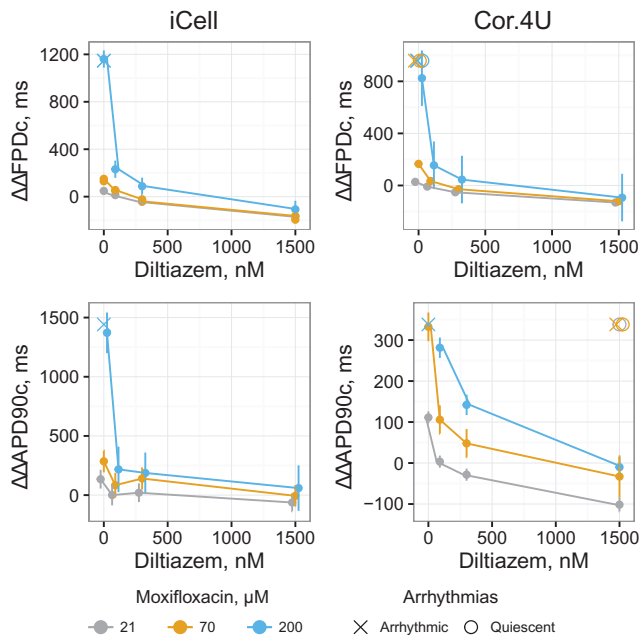 iCell
Cor.4U
ΔΔFPDc, ms
1200
800
400
0
0
500
1000
1500
Diltiazem, nM
ΔΔFPDc, ms
800
400
0
0
500
1000
1500
Diltiazem, nM
ΔΔAPD90c, ms
1500
1000
500
0
0
500
1000
1500
Diltiazem, nM
ΔΔAPD90c, ms
300
200
100
0
−100
0
500
1000
1500
Diltiazem, nM
Moxifloxacin, µM
21
70
200
Arrhythmias
Arrhythmic
Quiescent